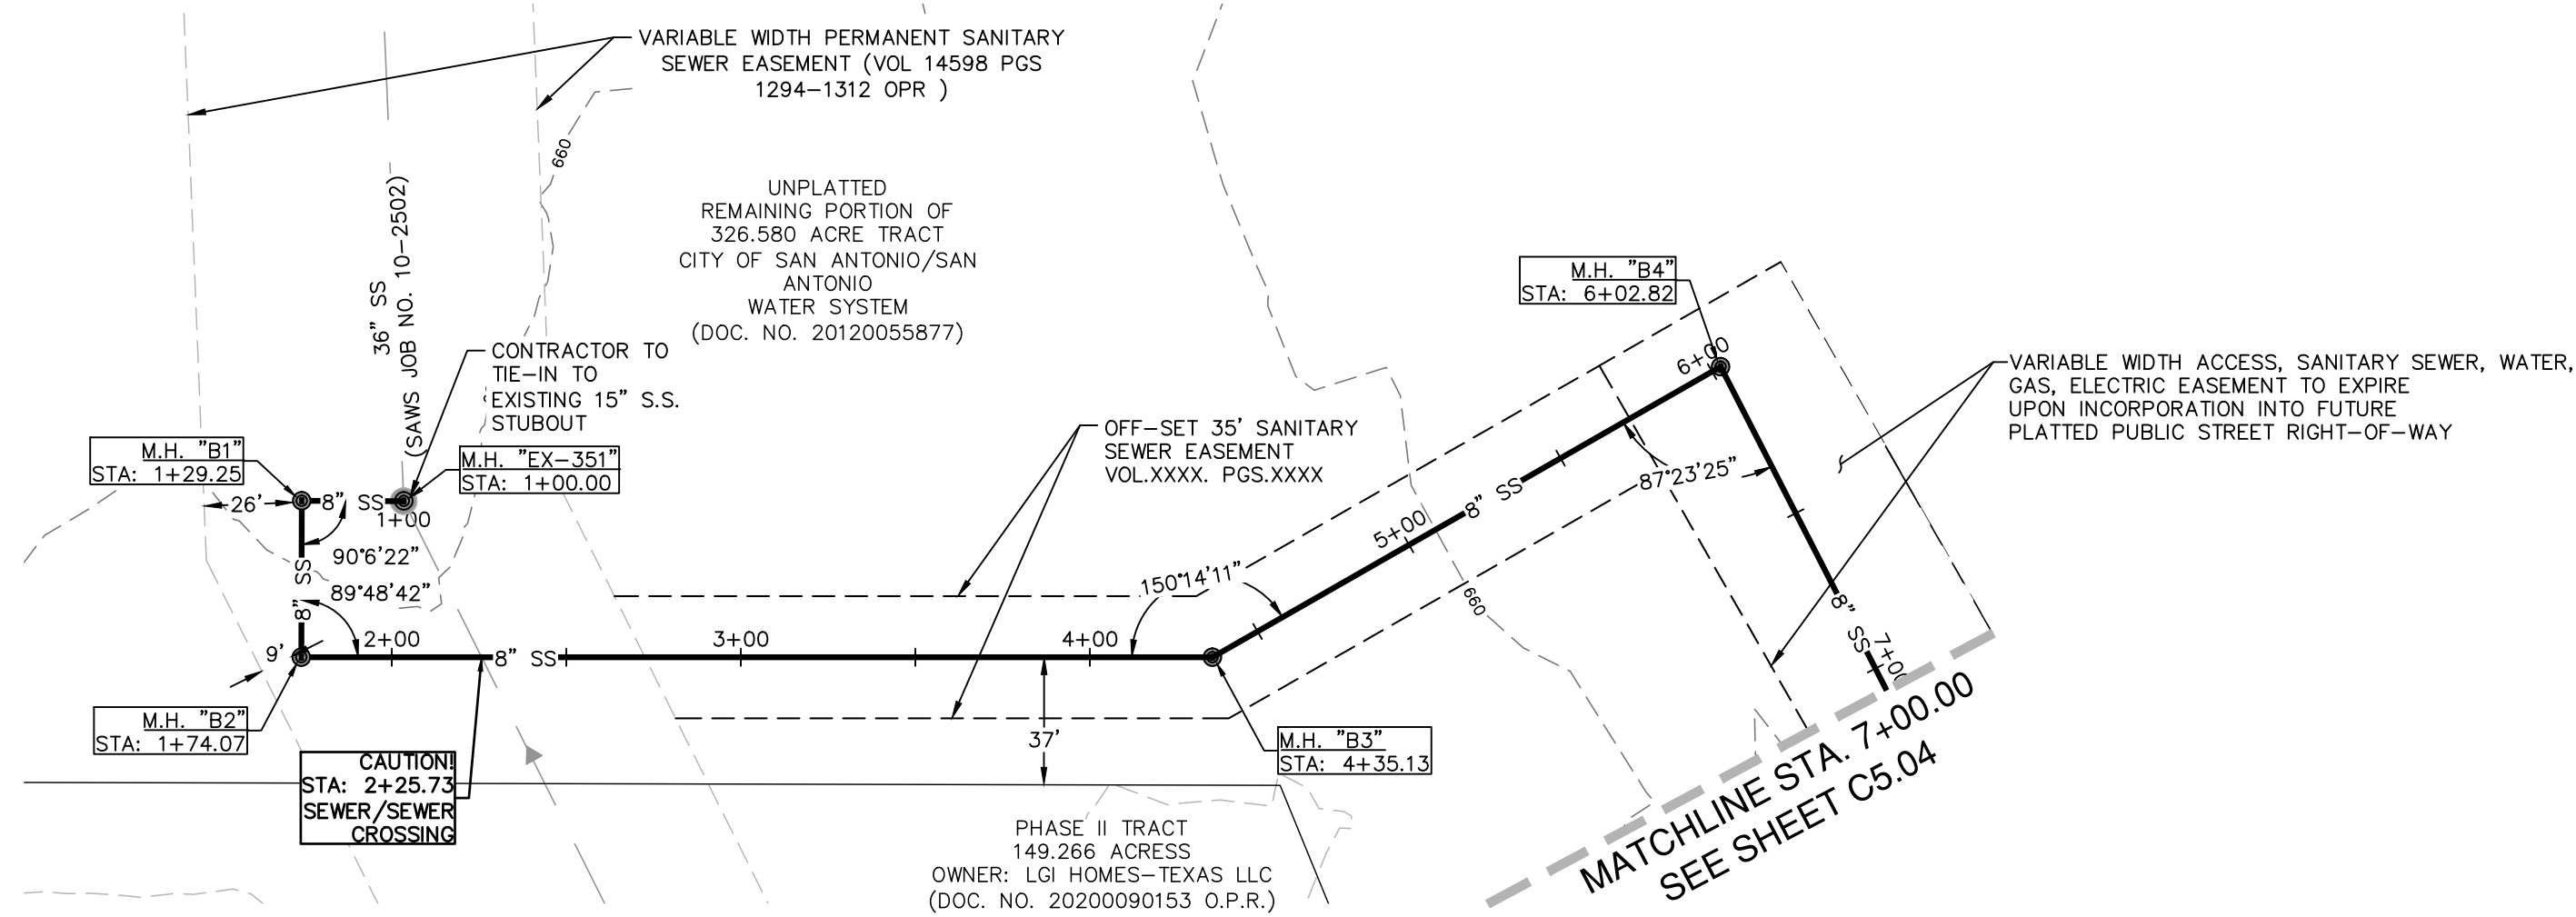 VARIABLE WIDTH PERMANENT SANITARY
SEWER EASEMENT (VOL 14598 PGS
1294-1312 OPR )
660
UNPLATTED
REMAINING PORTION OF
326.580 ACRE TRACT
CITY OF SAN ANTONIO/SAN
ANTONIO
WATER SYSTEM
(DOC. NO. 20120055877)
36" SS
(SAWS JOB NO. 10-2502)
CONTRACTOR TO
TIE-IN TO
EXISTING 15" S.S.
STUBOUT
M.H. "B1"
STA: 1+29.25
M.H. "EX-351"
STA: 1+00.00
26'
8" SS
1+00
90°6'22"
SS
8"
89°48'42"
9'
2+00
8" SS
3+00
4+00
M.H. "B2"
STA: 1+74.07
CAUTION!
STA: 2+25.73
SEWER/SEWER
CROSSING
OFF-SET 35' SANITARY
SEWER EASEMENT
VOL.XXXX. PGS.XXXX
150°14'11"
37'
M.H. "B3"
STA: 4+35.13
5+00
8" SS
660
M.H. "B4"
STA: 6+02.82
6+00
87°23'25"
8" SS
7+00
VARIABLE WIDTH ACCESS, SANITARY SEWER, WATER,
GAS, ELECTRIC EASEMENT TO EXPIRE
UPON INCORPORATION INTO FUTURE
PLATTED PUBLIC STREET RIGHT-OF-WAY
MATCHLINE STA. 7+00.00
SEE SHEET C5.04
PHASE II TRACT
149.266 ACRESS
OWNER: LGI HOMES-TEXAS LLC
(DOC. NO. 20200090153 O.P.R.)